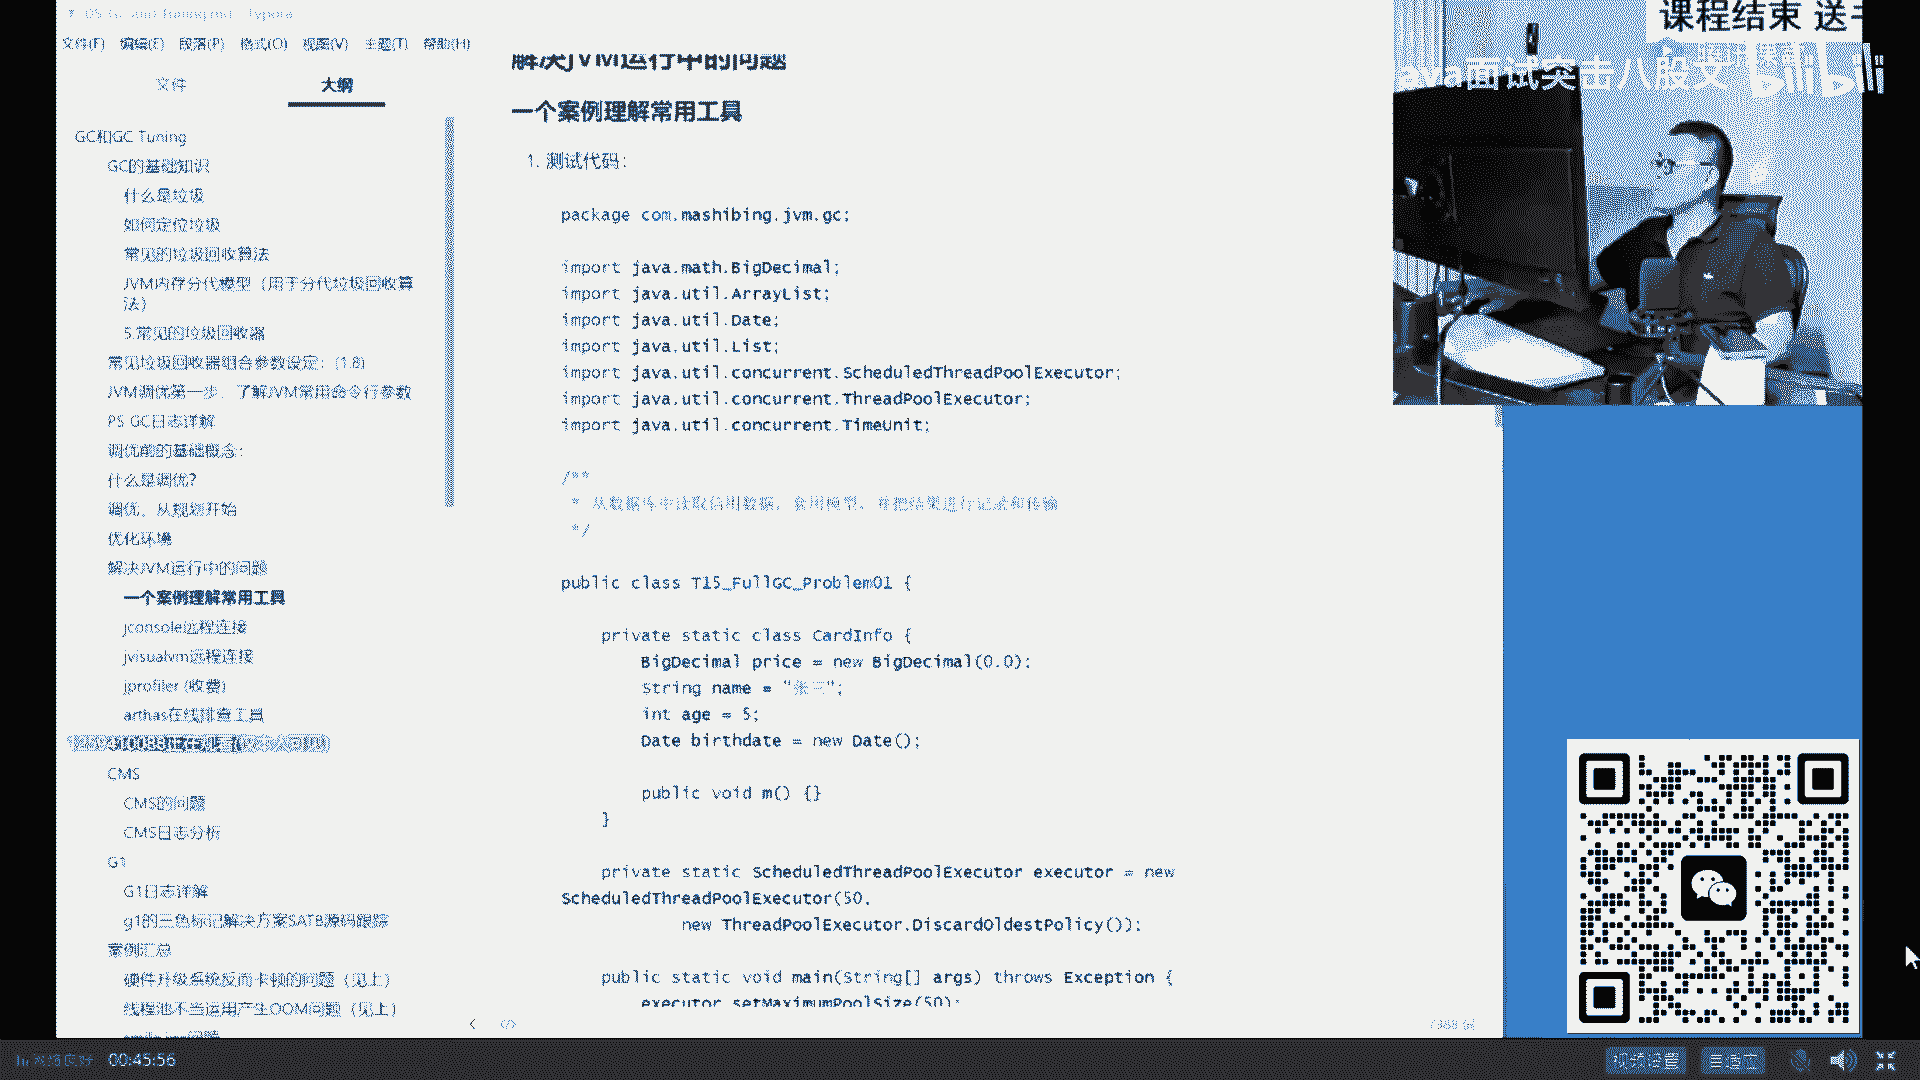 文件(F) 编辑(E) 段落(P) 格式(O) 视图(V) 主题(T) 帮助(H)
文件 大纲
GC和GC Tuning
GC的基础知识
什么是垃圾
如何定位垃圾
常见的垃圾回收算法
JVM内存分代模型（用于分代垃圾回收算
法）
5.常见的垃圾回收器
常见垃圾回收器组合参数设定：(1.8)
JVM调优第一步，了解JVM常用命令行参数
PS GC日志详解
调优前的基础概念：
什么是调优?
调优，从规划开始
优化环境
解决JVM运行中的问题
一个案例理解常用工具
jconsole远程连接
jvisualvm远程连接
jprofiler (收费)
arthas在线排查工具
CMS
CMS的问题
CMS日志分析
G1
G1日志详解
g1的三色标记解决方案SATB源码跟踪
案例汇总
硬件升级系统反而卡顿的问题（见上）
线程池不当运用产生OOM问题（见上）
解决JVM运行中的问题
一个案例理解常用工具
1. 测试代码：
package com.mashibing.jvm.gc;
import java.math.BigDecimal;
import java.util.ArrayList;
import java.util.Date;
import java.util.List;
import java.util.concurrent.ScheduledThreadPoolExecutor;
import java.util.concurrent.ThreadPoolExecutor;
import java.util.concurrent.TimeUnit;
/**
* 从数据库中读取信用数据，套用模型，并把结果进行记录和传输
*/
public class T15_FullGC_Problem01 {
private static class CardInfo {
BigDecimal price = new BigDecimal(0.0);
String name = "张三";
int age = 5;
Date birthdate = new Date();
public void m() {}
}
private static ScheduledThreadPoolExecutor executor = new
ScheduledThreadPoolExecutor(50,
new ThreadPoolExecutor.DiscardOldestPolicy());
public static void main(String[] args) throws Exception {
executor.setMaximumPoolSize(50);
课程结束 送
ava面试突击八股文 bilibili
网络良好 00:45:56
视频设置 自适应